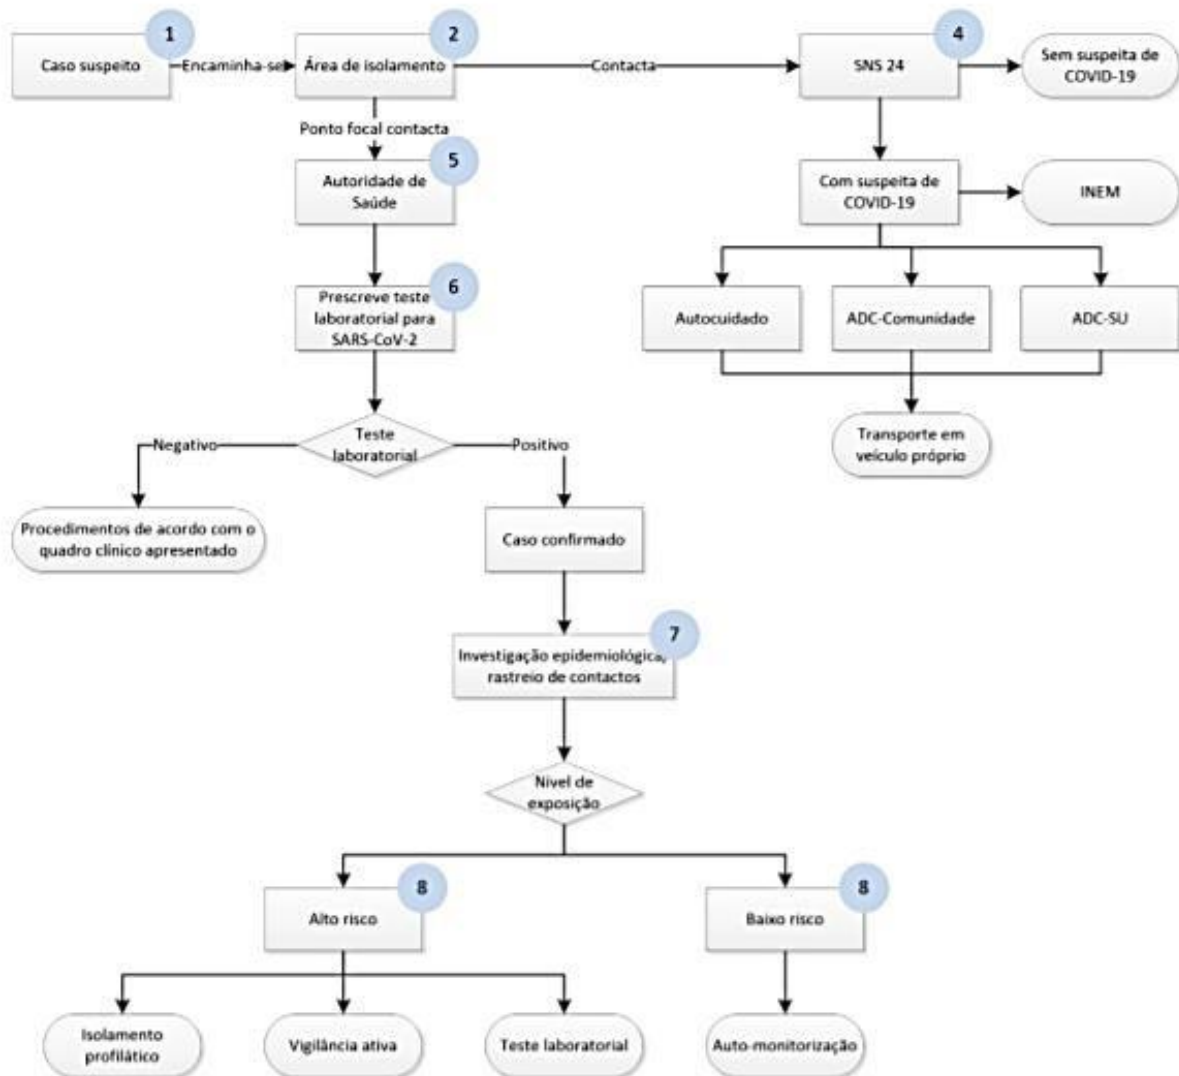 1
2
4
Caso suspeito
Encaminha-se
Área de isolamento
Contacta
SNS 24
Sem suspeita de
COVID-19
Ponto focal contacta
5
Autoridade de
Saúde
Com suspeita de
COVID-19
INEM
6
Prescreve teste
laboratorial para
SARS-CoV-2
Autocuidado
ADC-Comunidade
ADC-SU
Negativo
Teste
laboratorial
Positivo
Transporte em
veículo próprio
Procedimentos de acordo com o
quadro clínico apresentado
Caso confirmado
7
Investigação epidemiológica,
rastreio de contactos
Nível de
exposição
8
8
Alto risco
Baixo risco
Isolamento
profilático
Vigilância ativa
Teste laboratorial
Auto-monitorização